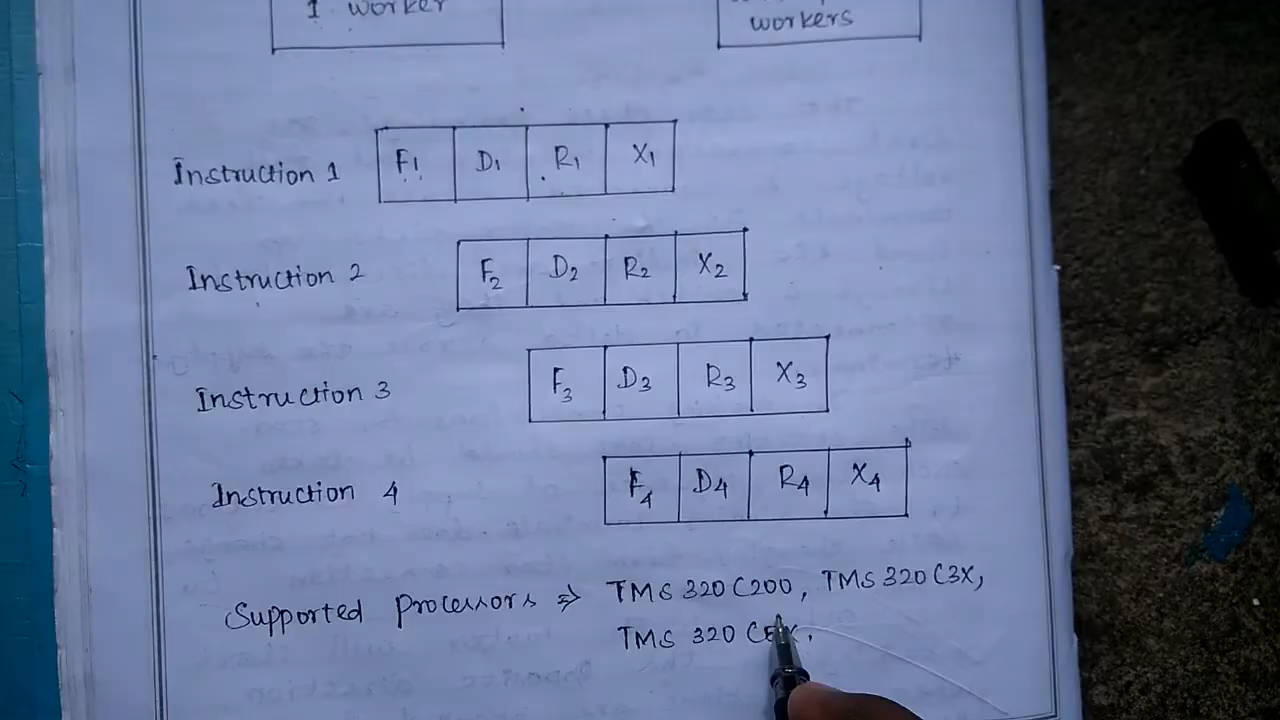 1 worker
workers
Instruction 1 F1 D1 R1 X1
Instruction 2 F2 D2 R2 X2
Instruction 3 F3 D3 R3 X3
Instruction 4 F4 D4 R4 X4
Supported Processors ⇒ TMS 320 C200, TMS 320 C3X,
TMS 320 C5X.